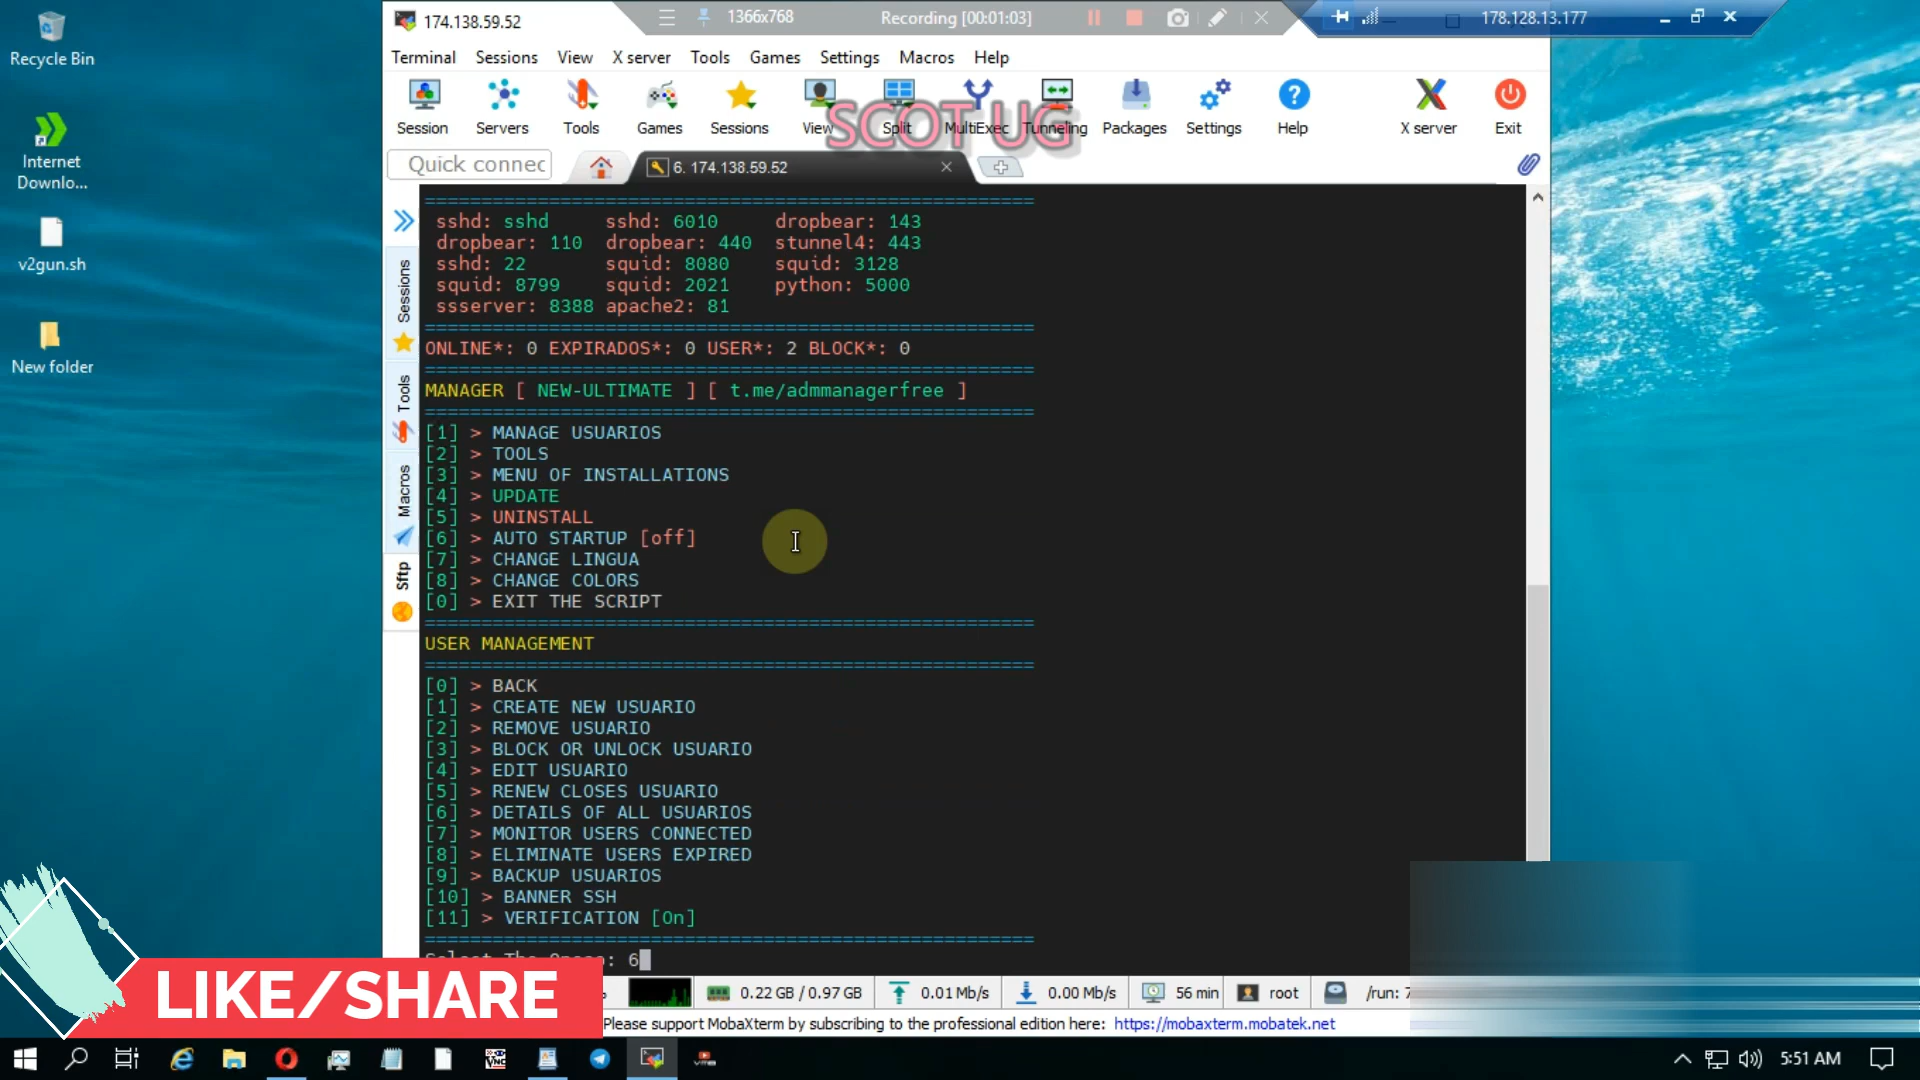 Recycle Bin
Internet
Downlo...
v2gun.sh
New folder
174.138.59.52
1366x768
Recording [00:01:03]
178.128.13.177
Terminal Sessions View X server Tools Games Settings Macros Help
Session Servers Tools Games Sessions View Split MultiExec Tunneling Packages Settings Help X server Exit
SCOT UG
Quick connec
6. 174.138.59.52
Sessions
Tools
Macros
Sftp
sshd: sshd sshd: 6010 dropbear: 143
dropbear: 110 dropbear: 440 stunnel4: 443
sshd: 22 squid: 8080 squid: 3128
squid: 8799 squid: 2021 python: 5000
ssserver: 8388 apache2: 81
ONLINE*: 0 EXPIRADOS*: 0 USER*: 2 BLOCK*: 0
MANAGER [ NEW-ULTIMATE ] [ t.me/admmanagerfree ]
[1] > MANAGE USUARIOS
[2] > TOOLS
[3] > MENU OF INSTALLATIONS
[4] > UPDATE
[5] > UNINSTALL
[6] > AUTO STARTUP [off]
[7] > CHANGE LINGUA
[8] > CHANGE COLORS
[0] > EXIT THE SCRIPT
USER MANAGEMENT
[0] > BACK
[1] > CREATE NEW USUARIO
[2] > REMOVE USUARIO
[3] > BLOCK OR UNLOCK USUARIO
[4] > EDIT USUARIO
[5] > RENEW CLOSES USUARIO
[6] > DETAILS OF ALL USUARIOS
[7] > MONITOR USERS CONNECTED
[8] > ELIMINATE USERS EXPIRED
[9] > BACKUP USUARIOS
[10] > BANNER SSH
[11] > VERIFICATION [On]
Select The : 6
LIKE/SHARE
0.22 GB / 0.97 GB 0.01 Mb/s 0.00 Mb/s 56 min root /run: 7
Please support MobaXterm by subscribing to the professional edition here: https://mobaxterm.mobatek.net
5:51 AM